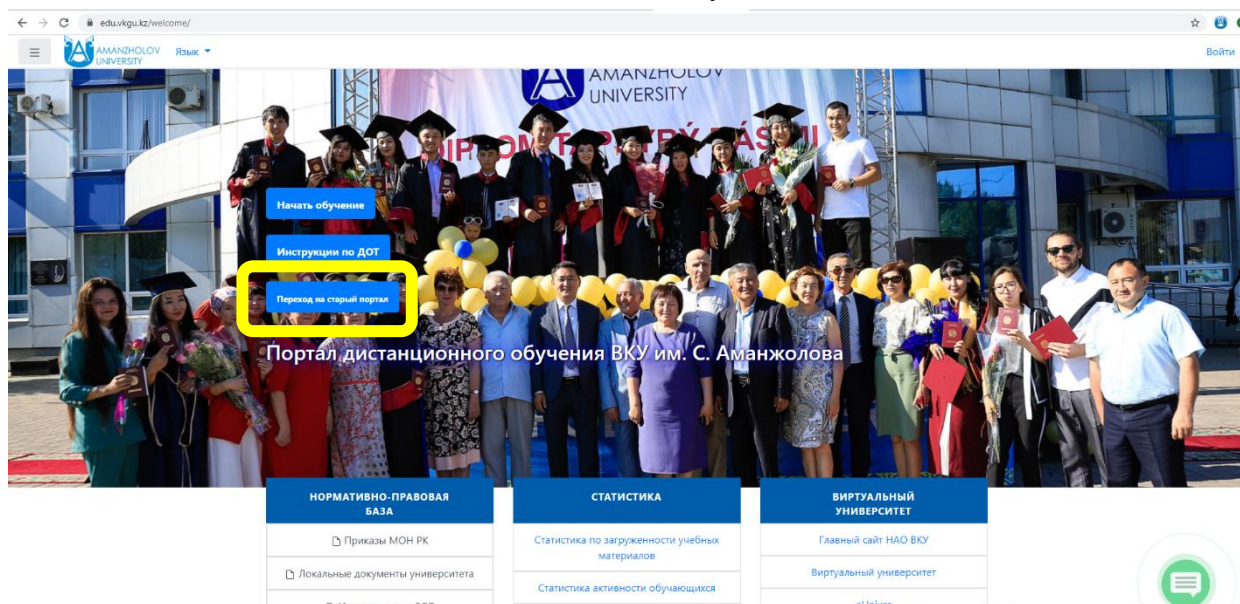 edu.vkgu.kz/welcome/
AMANZHOLOV
UNIVERSITY
Язык
Войти
AMANZHOLOV
UNIVERSITY
Начать обучение
Инструкции по ДОТ
Переход на старый портал
Портал дистанционного обучения ВКУ им. С. Аманжолова
НОРМАТИВНО-ПРАВОВАЯ
БАЗА
СТАТИСТИКА
ВИРТУАЛЬНЫЙ
УНИВЕРСИТЕТ
Приказы МОН РК
Статистика по загруженности учебных
материалов
Главный сайт НАО ВКУ
Локальные документы университета
Статистика активности обучающихся
Виртуальный университет